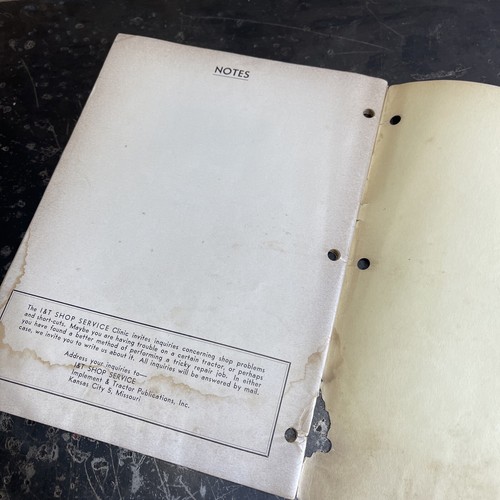 NOTES
The I&T SHOP SERVICE Clinic invites inquiries concerning shop problems
and short-cuts. Maybe you are having trouble on a certain tractor, or perhaps
you have found a better method of performing a tricky repair job. In either
case, we invite you to write us about it. All inquiries will be answered by mail.
Address your inquiries to—
I&T SHOP SERVICE
Implement & Tractor Publications, Inc.
Kansas City 5, Missouri